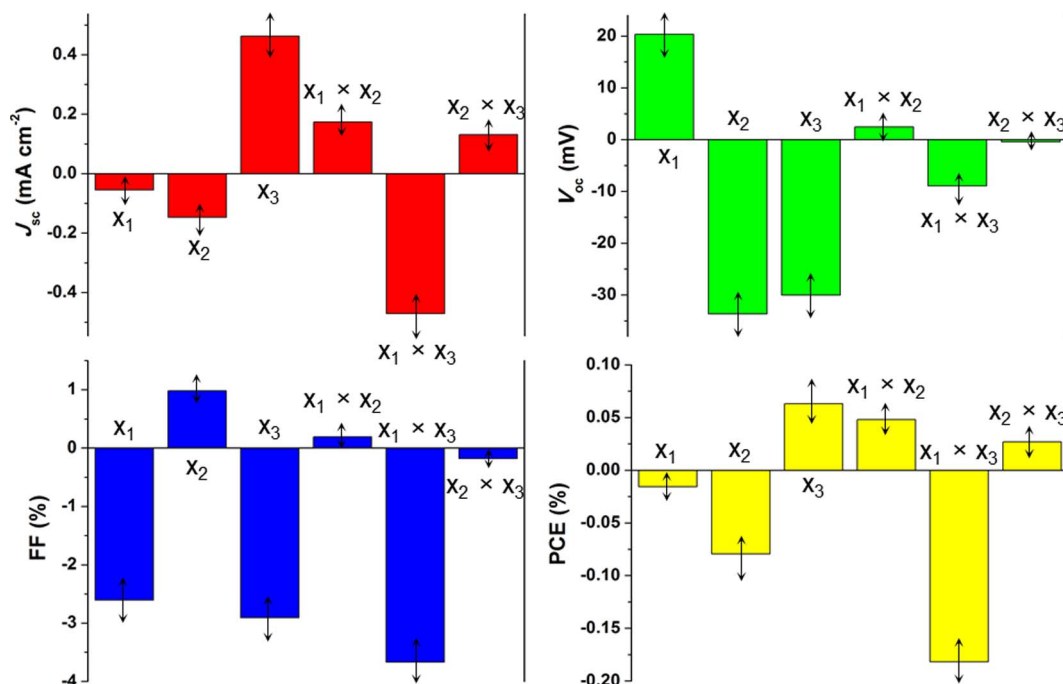 J_sc (mA cm⁻²)
0.4
0.2
0.0
-0.2
-0.4
X₁
X₂
X₃
X₁ × X₂
X₁ × X₃
X₂ × X₃
V_oc (mV)
20
10
0
-10
-20
-30
X₁
X₂
X₃
X₁ × X₂
X₁ × X₃
X₂ × X₃
FF (%)
1
0
-1
-2
-3
-4
X₁
X₂
X₃
X₁ × X₂
X₁ × X₃
X₂ × X₃
PCE (%)
0.10
0.05
0.00
-0.05
-0.10
-0.15
-0.20
X₁
X₂
X₃
X₁ × X₂
X₁ × X₃
X₂ × X₃